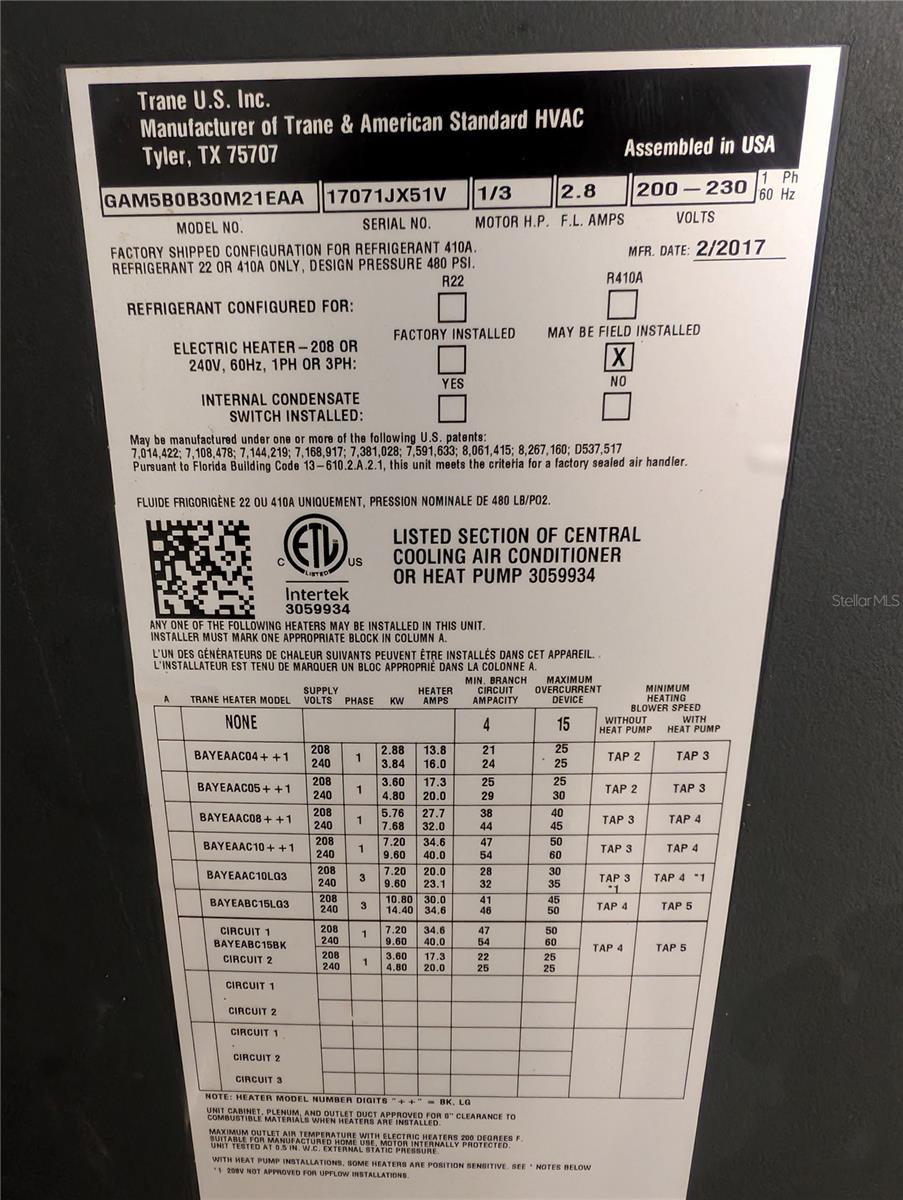 Trane U.S. Inc.
Manufacturer of Trane & American Standard HVAC
Tyler, TX 75707
Assembled in USA
GAM5B0B30M21EAA 17071JX51V 1/3 2.8 200-230 1 Ph 60 Hz
MODEL NO. SERIAL NO. MOTOR H.P. F.L. AMPS VOLTS
FACTORY SHIPPED CONFIGURATION FOR REFRIGERANT 410A.
REFRIGERANT 22 OR 410A ONLY, DESIGN PRESSURE 480 PSI.
MFR. DATE: 2/2017
R22 R410A
REFRIGERANT CONFIGURED FOR:
FACTORY INSTALLED MAY BE FIELD INSTALLED
ELECTRIC HEATER-208 OR
240V, 60Hz, 1PH OR 3PH: X
YES NO
INTERNAL CONDENSATE
SWITCH INSTALLED:
May be manufactured under one or more of the following U.S. patents:
7,014,422; 7,108,478; 7,144,219; 7,168,917; 7,381,028; 7,591,633; 8,061,415; 8,267,160; D537,517
Pursuant to Florida Building Code 13-610.2.A.2.1, this unit meets the criteria for a factory sealed air handler.
FLUIDE FRIGORIGÈNE 22 OU 410A UNIQUEMENT, PRESSION NOMINALE DE 480 LB/PO2.
C ETL US
LISTED
Intertek
3059934
LISTED SECTION OF CENTRAL
COOLING AIR CONDITIONER
OR HEAT PUMP 3059934
StellarMLS
ANY ONE OF THE FOLLOWING HEATERS MAY BE INSTALLED IN THIS UNIT.
INSTALLER MUST MARK ONE APPROPRIATE BLOCK IN COLUMN A.
L'UN DES GÉNÉRATEURS DE CHALEUR SUIVANTS PEUVENT ÊTRE INSTALLÉS DANS CET APPAREIL.
L'INSTALLATEUR EST TENU DE MARQUER UN BLOC APPROPRIÉ DANS LA COLONNE A.
A TRANE HEATER MODEL SUPPLY VOLTS PHASE KW HEATER AMPS MIN. BRANCH CIRCUIT AMPACITY MAXIMUM OVERCURRENT DEVICE MINIMUM HEATING BLOWER SPEED
WITHOUT HEAT PUMP WITH HEAT PUMP
NONE 4 15
BAYEAAC04++1 208 1 2.88 13.8 21 25 TAP 2 TAP 3
240 3.84 16.0 24 25
BAYEAAC05++1 208 1 3.60 17.3 25 25 TAP 2 TAP 3
240 4.80 20.0 29 30
BAYEAAC08++1 208 1 5.76 27.7 38 40 TAP 3 TAP 4
240 7.68 32.0 44 45
BAYEAAC10++1 208 1 7.20 34.6 47 50 TAP 3 TAP 4
240 9.60 40.0 54 60
BAYEAAC10LG3 208 3 7.20 20.0 28 30 TAP 3 *1 TAP 4 *1
240 9.60 23.1 32 35
BAYEABC15LG3 208 3 10.80 30.0 41 45 TAP 4 TAP 5
240 14.40 34.6 46 50
CIRCUIT 1 208 1 7.20 34.6 47 50 TAP 4 TAP 5
BAYEABC15BK 240 9.60 40.0 54 60
CIRCUIT 2 208 1 3.60 17.3 22 25
240 4.80 20.0 25 25
CIRCUIT 1
CIRCUIT 2
CIRCUIT 1
CIRCUIT 2
CIRCUIT 3
NOTE: HEATER MODEL NUMBER DIGITS "++" = BK, LG
UNIT CABINET, PLENUM, AND OUTLET DUCT APPROVED FOR 0" CLEARANCE TO
COMBUSTIBLE MATERIALS WHEN HEATERS ARE INSTALLED.
MAXIMUM OUTLET AIR TEMPERATURE WITH ELECTRIC HEATERS 200 DEGREES F.
SUITABLE FOR MANUFACTURED HOME USE, MOTOR INTERNALLY PROTECTED.
UNIT TESTED AT 0.5 IN. W.C. EXTERNAL STATIC PRESSURE.
WITH HEAT PUMP INSTALLATIONS, SOME HEATERS ARE POSITION SENSITIVE. SEE * NOTES BELOW
*1 208V NOT APPROVED FOR UPFLOW INSTALLATIONS.